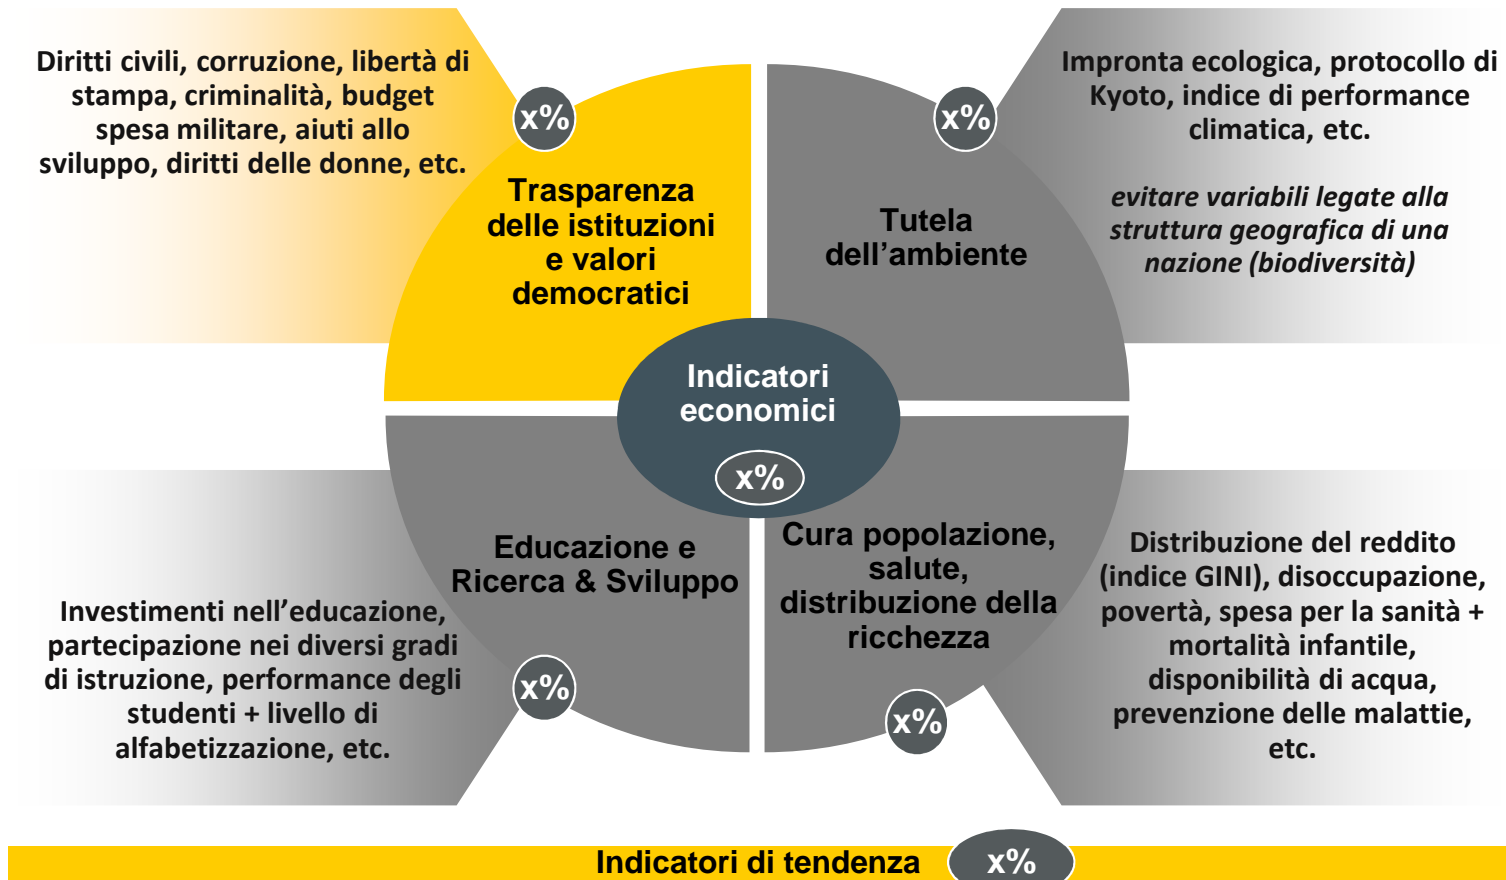 Diritti civili, corruzione, libertà di
stampa, criminalità, budget
spesa militare, aiuti allo
sviluppo, diritti delle donne, etc.
x%
Trasparenza
delle istituzioni
e valori
democratici
x%
Tutela
dell’ambiente
Impronta ecologica, protocollo di
Kyoto, indice di performance
climatica, etc.
evitare variabili legate alla
struttura geografica di una
nazione (biodiversità)
Indicatori
economici
x%
Educazione e
Ricerca & Sviluppo
x%
Investimenti nell’educazione,
partecipazione nei diversi gradi
di istruzione, performance degli
studenti + livello di
alfabetizzazione, etc.
Cura popolazione,
salute,
distribuzione della
ricchezza
x%
Distribuzione del reddito
(indice GINI), disoccupazione,
povertà, spesa per la sanità +
mortalità infantile,
disponibilità di acqua,
prevenzione delle malattie,
etc.
Indicatori di tendenza x%